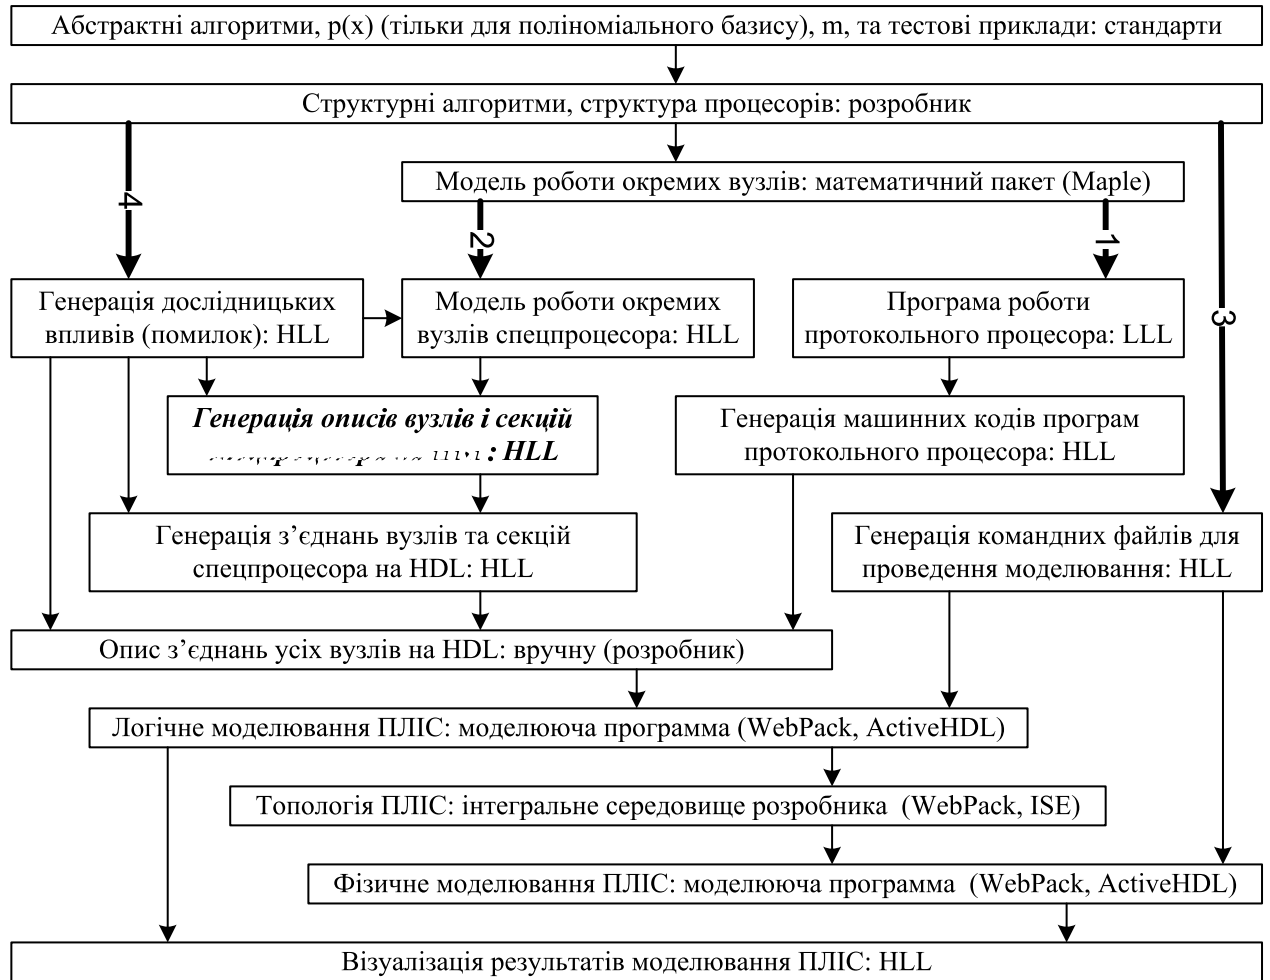 Абстрактні алгоритми, p(x) (тільки для поліноміального базису), m, та тестові приклади: стандарти
Структурні алгоритми, структура процесорів: розробник
Модель роботи окремих вузлів: математичний пакет (Maple)
4
2
1
3
Генерація дослідницьких
впливів (помилок): HLL
Модель роботи окремих
вузлів спецпроцесора: HLL
Програма роботи
протокольного процесора: LLL
Генерація описів вузлів і секцій
: HLL
Генерація машинних кодів програм
протокольного процесора: HLL
Генерація з’єднань вузлів та секцій
спецпроцесора на HDL: HLL
Генерація командних файлів для
проведення моделювання: HLL
Опис з’єднань усіх вузлів на HDL: вручну (розробник)
Логічне моделювання ПЛІС: моделююча программа (WebPack, ActiveHDL)
Топологія ПЛІС: інтегральне середовище розробника (WebPack, ISE)
Фізичне моделювання ПЛІС: моделююча программа (WebPack, ActiveHDL)
Візуалізація результатів моделювання ПЛІС: HLL